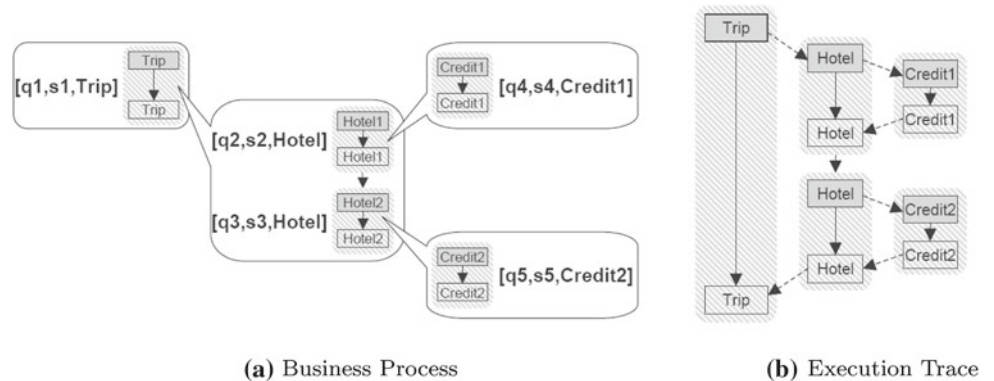 Trip
Trip
[q1,s1,Trip]
[q2,s2,Hotel]
Hotel1
Hotel1
[q3,s3,Hotel]
Hotel2
Hotel2
Credit1
Credit1
[q4,s4,Credit1]
Credit2
Credit2
[q5,s5,Credit2]
(a) Business Process
Trip
Hotel
Credit1
Credit1
Hotel
Hotel
Credit2
Credit2
Hotel
Trip
(b) Execution Trace